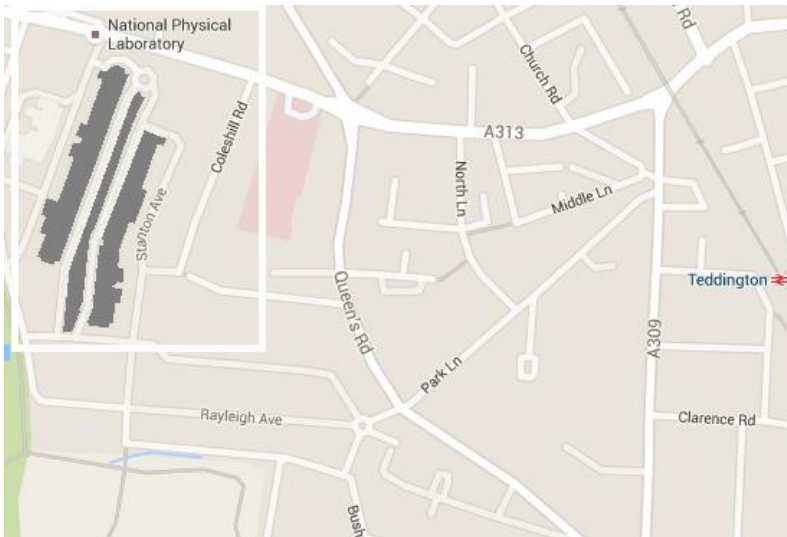 National Physical
Laboratory
Rd
Church Rd
A313
Coleshill Rd
North Ln
Middle Ln
Stanton Ave
Teddington
Queen's Rd
A309
Park Ln
Rayleigh Ave
Clarence Rd
Bush